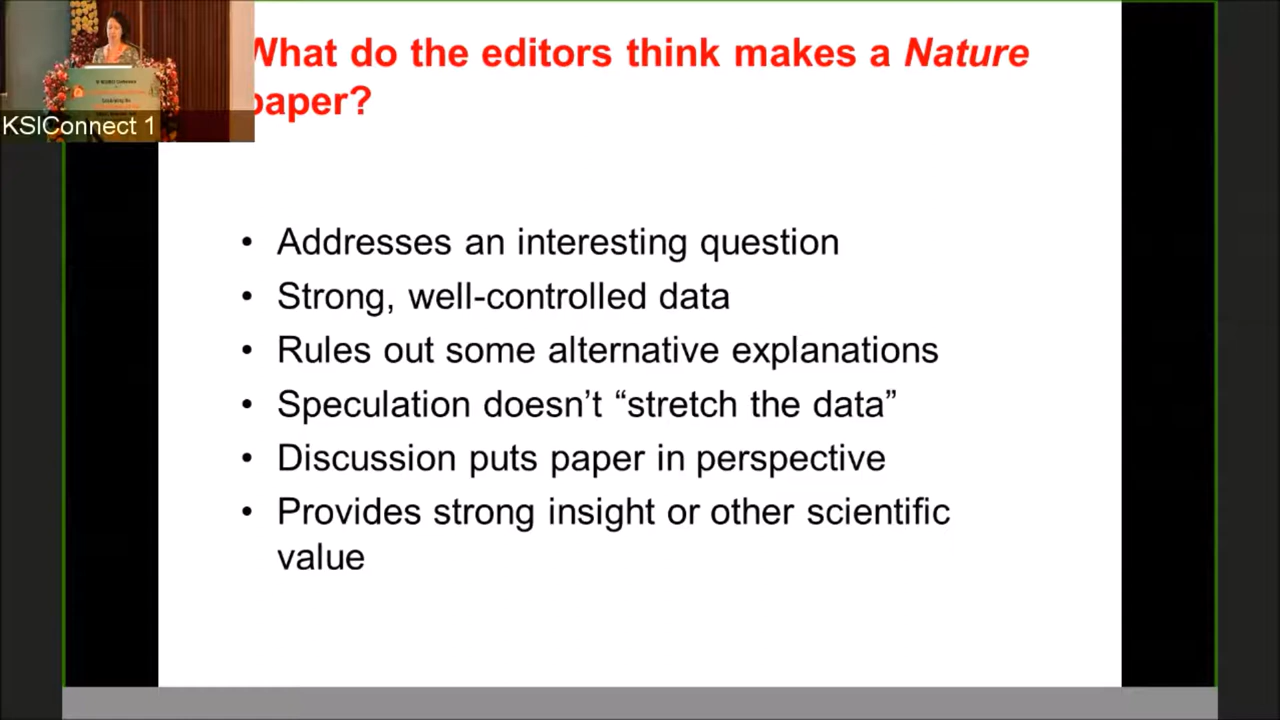 What do the editors think makes a Nature
paper?
KSIConnect 1
• Addresses an interesting question
• Strong, well-controlled data
• Rules out some alternative explanations
• Speculation doesn’t “stretch the data”
• Discussion puts paper in perspective
• Provides strong insight or other scientific
value